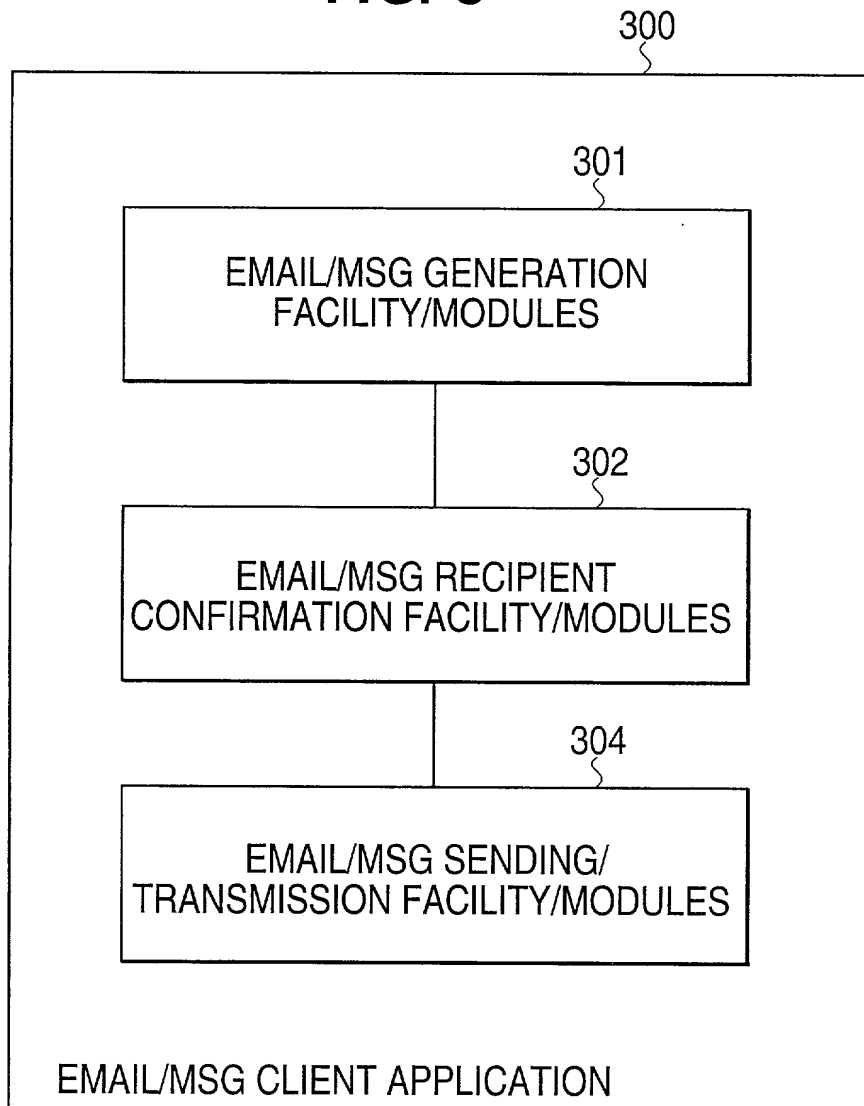 300
301
EMAIL/MSG GENERATION
FACILITY/MODULES
302
EMAIL/MSG RECIPIENT
CONFIRMATION FACILITY/MODULES
304
EMAIL/MSG SENDING/
TRANSMISSION FACILITY/MODULES
EMAIL/MSG CLIENT APPLICATION